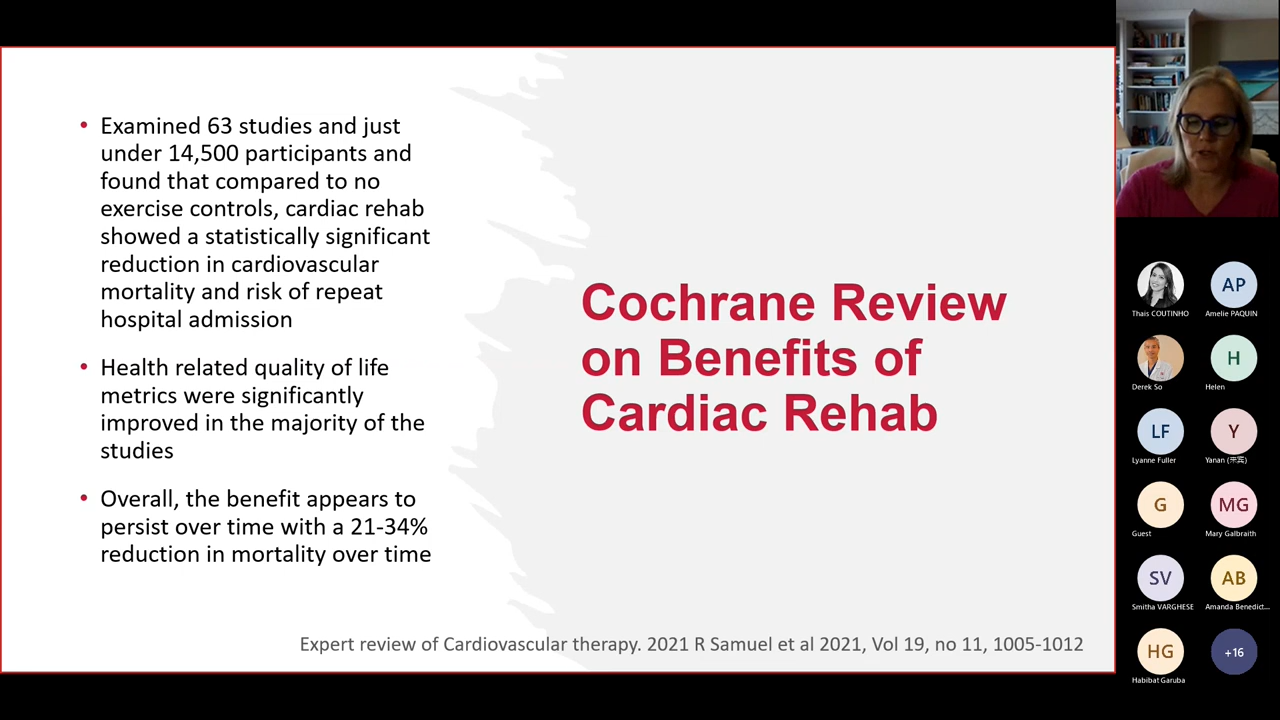 • Examined 63 studies and just
under 14,500 participants and
found that compared to no
exercise controls, cardiac rehab
showed a statistically significant
reduction in cardiovascular
mortality and risk of repeat
hospital admission
• Health related quality of life
metrics were significantly
improved in the majority of the
studies
• Overall, the benefit appears to
persist over time with a 21-34%
reduction in mortality over time
Cochrane Review
on Benefits of
Cardiac Rehab
Expert review of Cardiovascular therapy. 2021 R Samuel et al 2021, Vol 19, no 11, 1005-1012
Thais COUTINHO
AP
Amelie PAQUIN
Derek So
H
Helen
LF
Lyanne Fuller
Y
Yanan
G
Guest
MG
Mary Galbraith
SV
Smitha VARGHESE
AB
Amanda Benedict...
HG
Habibat Garuba
+16